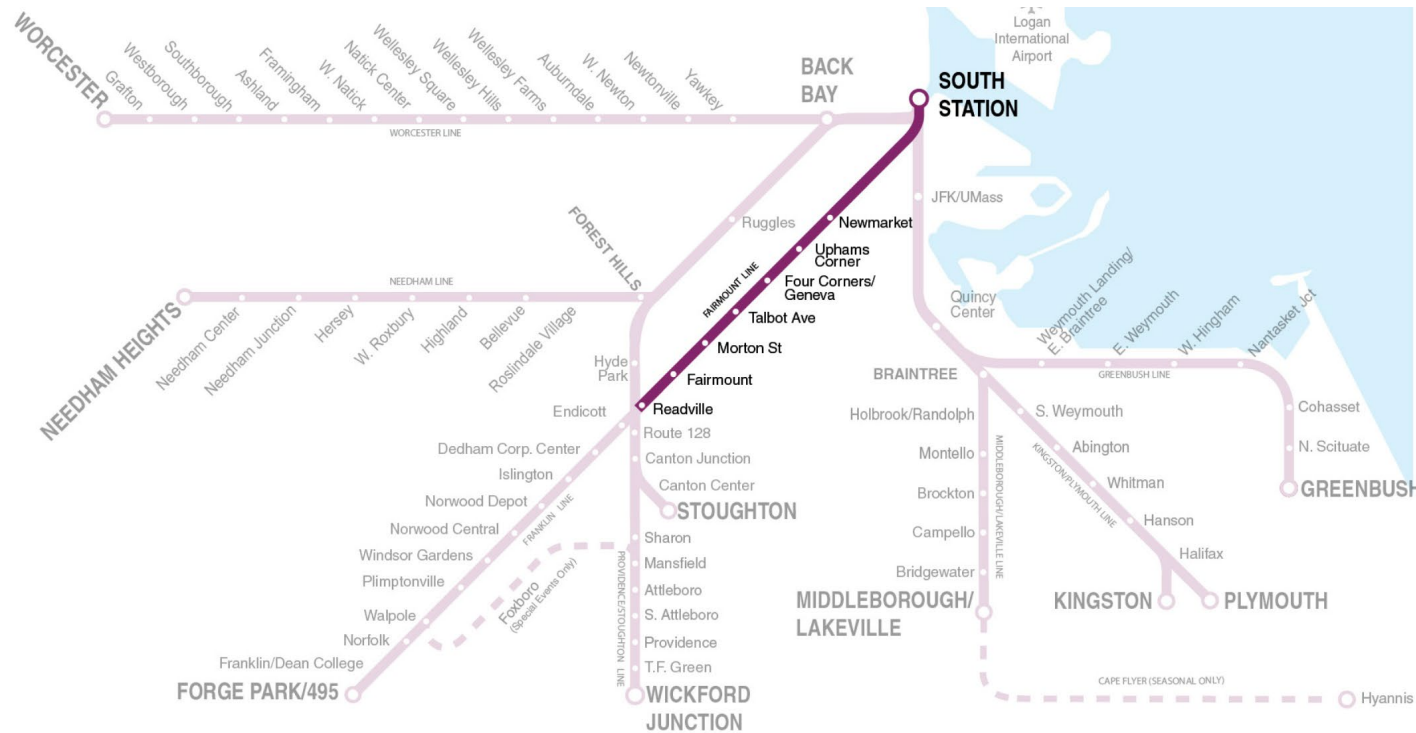 Logan
International
Airport
WORCESTER
Grafton
Westborough
Southborough
Ashland
Framingham
W. Natick
Natick Center
Wellesley Square
Wellesley Hills
Wellesley Farms
Auburndale
W. Newton
Newtonville
Yawkey
BACK
BAY
SOUTH
STATION
WORCESTER LINE
JFK/UMass
Ruggles
Newmarket
FOREST HILLS
Uphams
Corner
FAIRMOUNT LINE
Four Corners/
Geneva
NEEDHAM LINE
Talbot Ave
NEEDHAM HEIGHTS
Needham Center
Needham Junction
Hersey
W. Roxbury
Highland
Bellevue
Roslindale Village
Quincy
Center
Weymouth Landing/
E. Braintree
E. Weymouth
W. Hingham
Nantasket Jct
Hyde
Park
Morton St
Fairmount
BRAINTREE
GREENBUSH LINE
Endicott
Readville
Holbrook/Randolph
S. Weymouth
Cohasset
Route 128
Dedham Corp. Center
Canton Junction
Montello
Abington
N. Scituate
Islington
Canton Center
MIDDLEBOROUGH/LAKEVILLE LINE
KINGSTON/PLYMOUTH LINE
Whitman
GREENBUSH
Norwood Depot
STOUGHTON
Brockton
FRANKLIN LINE
Norwood Central
Sharon
Campello
Hanson
Windsor Gardens
Mansfield
Bridgewater
Halifax
Plimptonville
Foxboro
(Special Events Only)
PROVIDENCE/STOUGHTON LINE
Attleboro
MIDDLEBOROUGH/
LAKEVILLE
KINGSTON
PLYMOUTH
Walpole
S. Attleboro
Norfolk
Providence
Franklin/Dean College
T.F. Green
FORGE PARK/495
WICKFORD
JUNCTION
CAPE FLYER (SEASONAL ONLY)
Hyannis